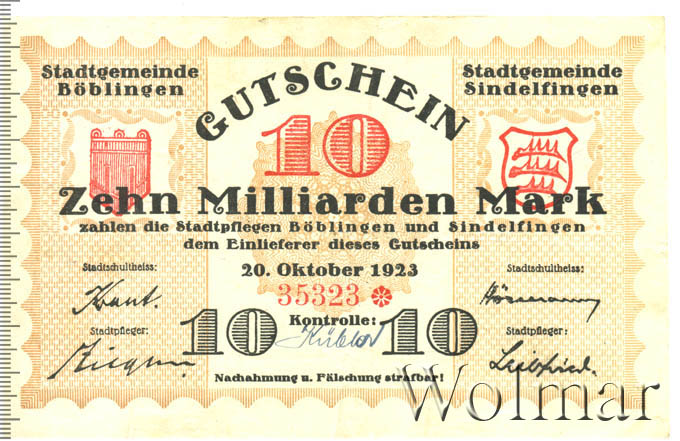 Stadtgemeinde
Böblingen
GUTSCHEIN
Stadtgemeinde
Sindelfingen
10
Zehn Milliarden Mark
zahlen die Stadtpflegen Böblingen und Sindelfingen
dem Einlieferer dieses Gutscheins
Stadtschultheiss:
20. Oktober 1923
Stadtschultheiss:
Kraut.
35323
Stadtpfleger:
10
Kontrolle:
10
Stadtpfleger:
Nachahmung u. Fälschung strafbar!
Wolmar